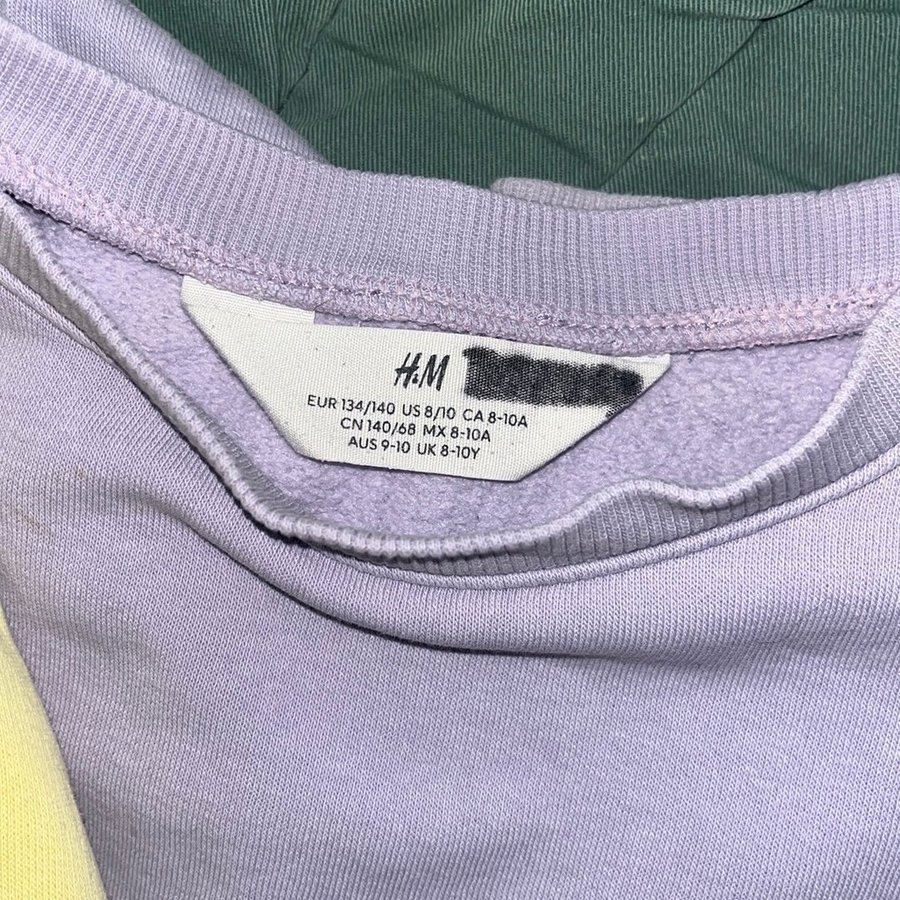 H&M
EUR 134/140 US 8/10 CA 8-10A
CN 140/68 MX 8-10A
AUS 9-10 UK 8-10Y